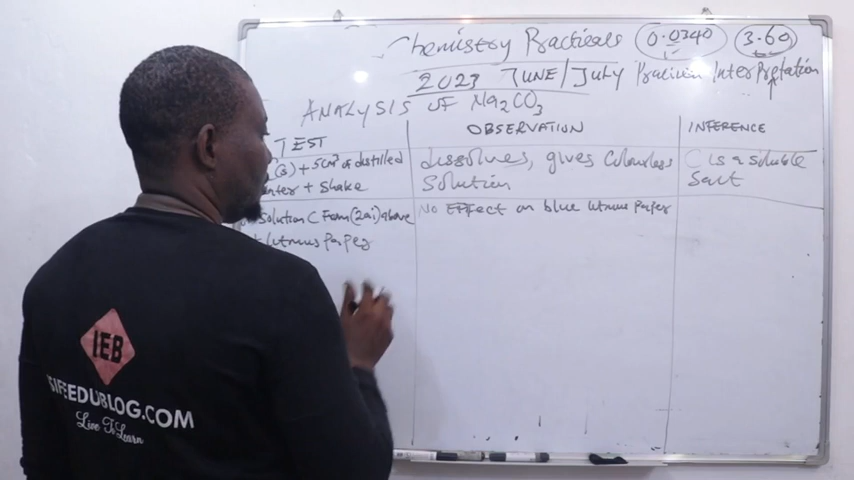 Chemistry Practicals 0.0340 3.60
2023 JUNE/JULY Practical Interpretation
ANALYSIS OF Na2CO3
TEST OBSERVATION INFERENCE
(s) + 5cm3 of distilled dissolves, gives Colourless C is a Soluble
+ Shake Solution Salt
Solution C From (2ai) above No Effect on blue litmus Paper
litmus Paper
IEB
EDUBLOG.COM
Live To Learn